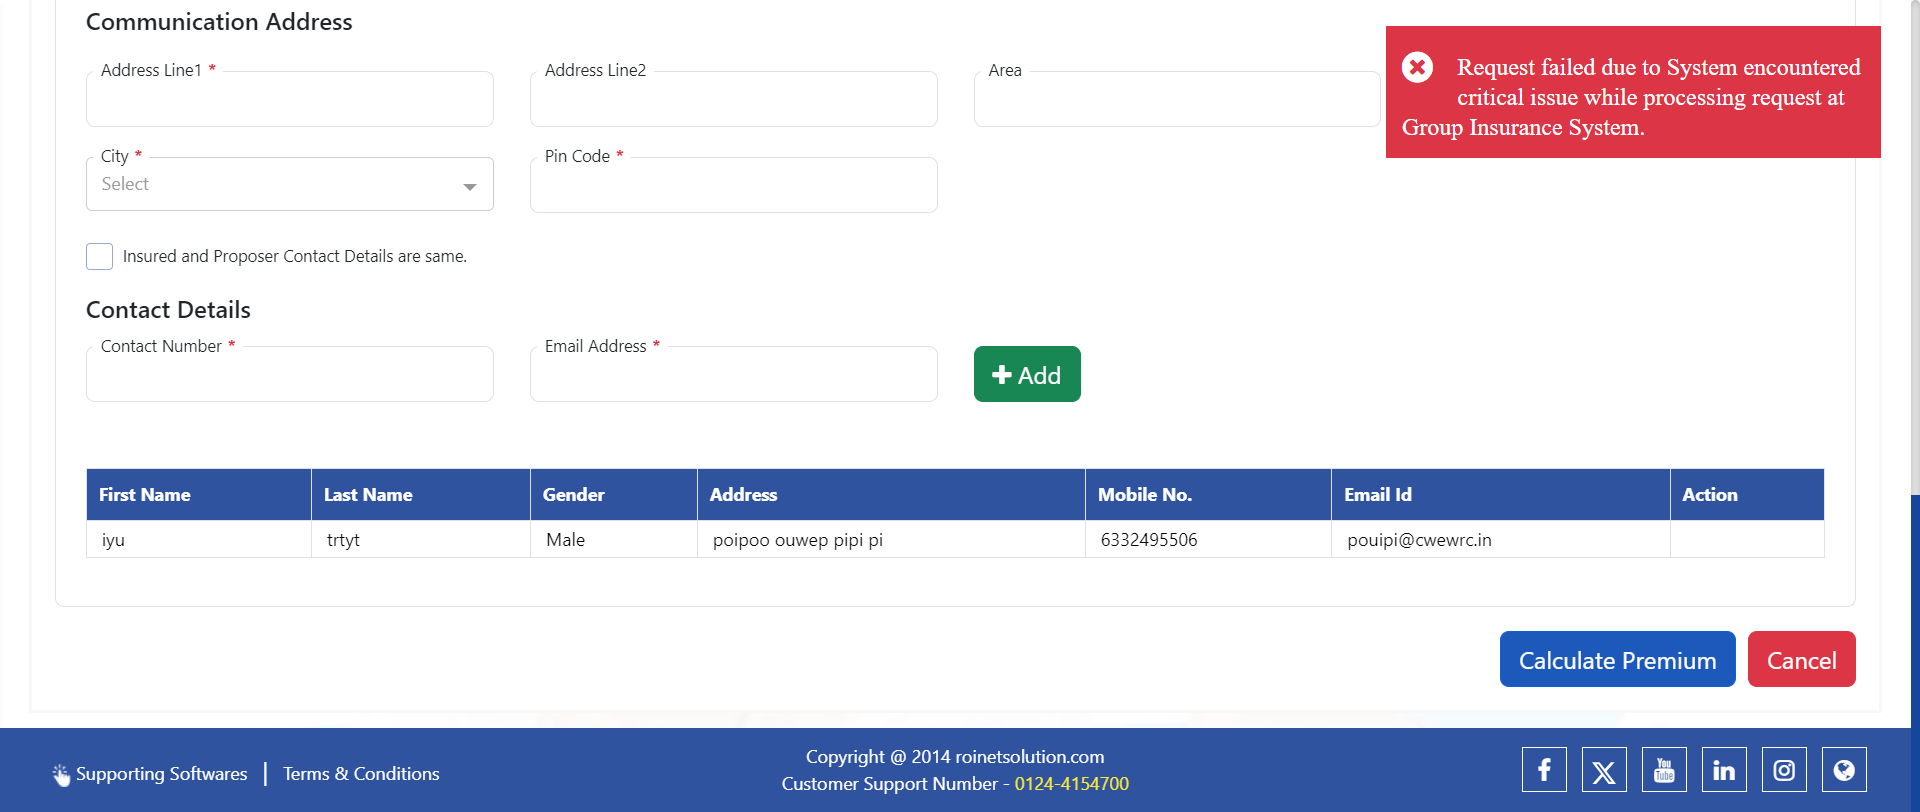 Communication Address
Address Line1 *
Address Line2
Area
Request failed due to System encountered
critical issue while processing request at
Group Insurance System.
City *
Select
Pin Code *
Insured and Proposer Contact Details are same.
Contact Details
Contact Number *
Email Address *
Add
First Name Last Name Gender Address Mobile No. Email Id Action
iyu trtyt Male poipoo ouwep pipi pi 6332495506 pouipi@cwewrc.in
Calculate Premium Cancel
Supporting Softwares | Terms & Conditions
Copyright @ 2014 roinetsolution.com
Customer Support Number - 0124-4154700
You
Tube